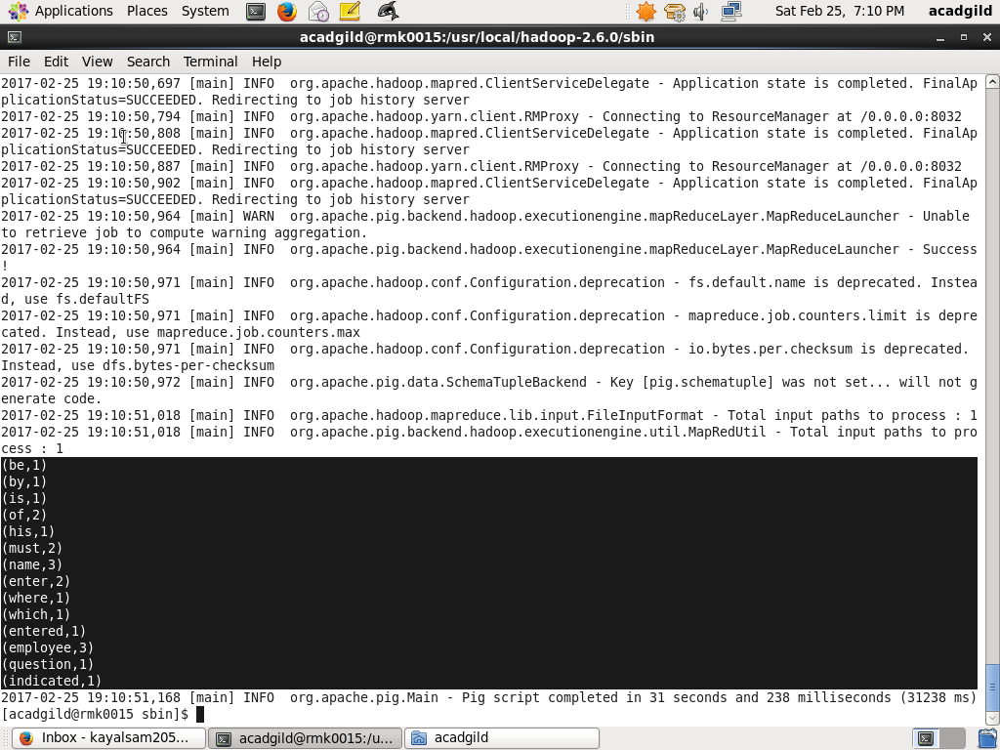 Applications Places System Sat Feb 25, 7:10 PM acadgild
acadgild@rmk0015:/usr/local/hadoop-2.6.0/sbin
File Edit View Search Terminal Help
2017-02-25 19:10:50,697 [main] INFO  org.apache.hadoop.mapred.ClientServiceDelegate - Application state is completed. FinalAp
plicationStatus=SUCCEEDED. Redirecting to job history server
2017-02-25 19:10:50,794 [main] INFO  org.apache.hadoop.yarn.client.RMProxy - Connecting to ResourceManager at /0.0.0.0:8032
2017-02-25 19:10:50,808 [main] INFO  org.apache.hadoop.mapred.ClientServiceDelegate - Application state is completed. FinalAp
plicationStatus=SUCCEEDED. Redirecting to job history server
2017-02-25 19:10:50,887 [main] INFO  org.apache.hadoop.yarn.client.RMProxy - Connecting to ResourceManager at /0.0.0.0:8032
2017-02-25 19:10:50,902 [main] INFO  org.apache.hadoop.mapred.ClientServiceDelegate - Application state is completed. FinalAp
plicationStatus=SUCCEEDED. Redirecting to job history server
2017-02-25 19:10:50,964 [main] WARN  org.apache.pig.backend.hadoop.executionengine.mapReduceLayer.MapReduceLauncher - Unable
to retrieve job to compute warning aggregation.
2017-02-25 19:10:50,964 [main] INFO  org.apache.pig.backend.hadoop.executionengine.mapReduceLayer.MapReduceLauncher - Success
!
2017-02-25 19:10:50,971 [main] INFO  org.apache.hadoop.conf.Configuration.deprecation - fs.default.name is deprecated. Instea
d, use fs.defaultFS
2017-02-25 19:10:50,971 [main] INFO  org.apache.hadoop.conf.Configuration.deprecation - mapreduce.job.counters.limit is depre
cated. Instead, use mapreduce.job.counters.max
2017-02-25 19:10:50,971 [main] INFO  org.apache.hadoop.conf.Configuration.deprecation - io.bytes.per.checksum is deprecated.
Instead, use dfs.bytes-per-checksum
2017-02-25 19:10:50,972 [main] INFO  org.apache.pig.data.SchemaTupleBackend - Key [pig.schematuple] was not set... will not g
enerate code.
2017-02-25 19:10:51,018 [main] INFO  org.apache.hadoop.mapreduce.lib.input.FileInputFormat - Total input paths to process : 1
2017-02-25 19:10:51,018 [main] INFO  org.apache.pig.backend.hadoop.executionengine.util.MapRedUtil - Total input paths to pro
cess : 1
(be,1)
(by,1)
(is,1)
(of,2)
(his,1)
(must,2)
(name,3)
(enter,2)
(where,1)
(which,1)
(entered,1)
(employee,3)
(question,1)
(indicated,1)
2017-02-25 19:10:51,168 [main] INFO  org.apache.pig.Main - Pig script completed in 31 seconds and 238 milliseconds (31238 ms)
[acadgild@rmk0015 sbin]$
Inbox - kayalsam205... acadgild@rmk0015:/u... acadgild